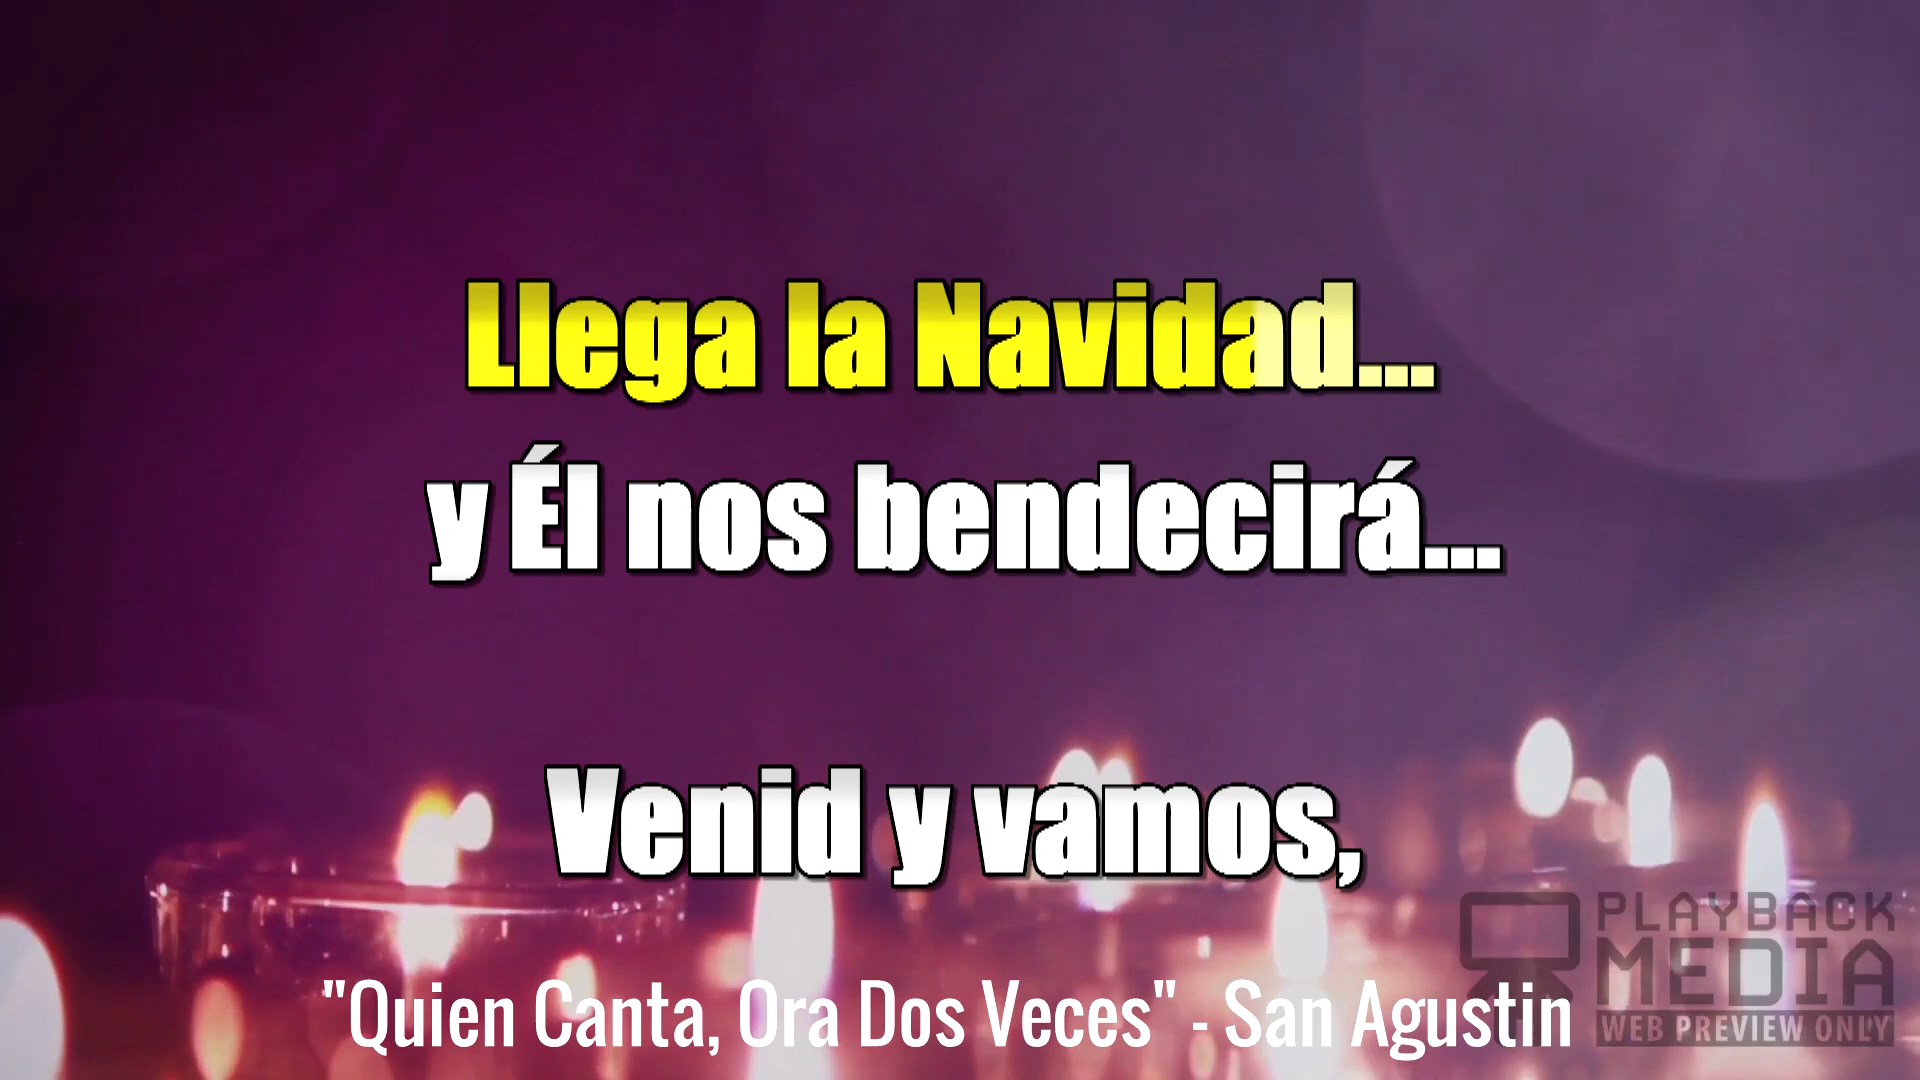 Llega la Navidad...
y Él nos bendecirá...
Venid y vamos,
"Quien Canta, Ora Dos Veces" - San Agustin
PLAYBACK
MEDIA
WEB PREVIEW ONLY